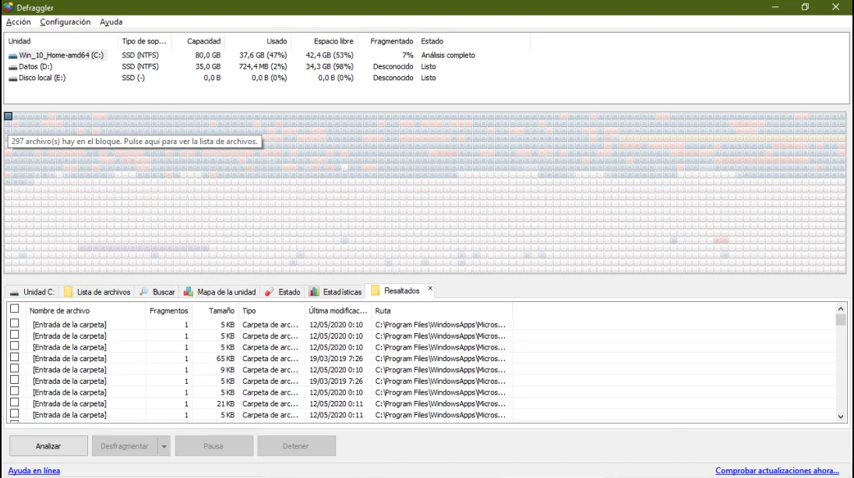 Defraggler
Acción Configuración Ayuda
Unidad Tipo de sop... Capacidad Usado Espacio libre Fragmentado Estado
Win_10_Home-amd64 (C:) SSD (NTFS) 80,0 GB 37,6 GB (47%) 42,4 GB (53%) 7% Análisis completo
Datos (D:) SSD (NTFS) 35,0 GB 724,4 MB (2%) 34,3 GB (98%) Desconocido Listo
Disco local (E:) SSD (-) 0,0 B 0,0 B (0%) 0,0 B (0%) Desconocido Listo
297 archivo(s) hay en el bloque. Pulse aquí para ver la lista de archivos.
Unidad C: Lista de archivos Buscar Mapa de la unidad Estado Estadísticas Resaltados
Nombre de archivo Fragmentos Tamaño Tipo Última modificac... Ruta
[Entrada de la carpeta] 1 5 KB Carpeta de arc... 12/05/2020 0:10 C:\Program Files\WindowsApps\Micros...
[Entrada de la carpeta] 1 5 KB Carpeta de arc... 12/05/2020 0:10 C:\Program Files\WindowsApps\Micros...
[Entrada de la carpeta] 1 5 KB Carpeta de arc... 12/05/2020 0:10 C:\Program Files\WindowsApps\Micros...
[Entrada de la carpeta] 1 65 KB Carpeta de arc... 19/03/2019 7:26 C:\Program Files\WindowsApps\Micros...
[Entrada de la carpeta] 1 9 KB Carpeta de arc... 12/05/2020 0:10 C:\Program Files\WindowsApps\Micros...
[Entrada de la carpeta] 1 5 KB Carpeta de arc... 19/03/2019 7:26 C:\Program Files\WindowsApps\Micros...
[Entrada de la carpeta] 1 5 KB Carpeta de arc... 12/05/2020 0:10 C:\Program Files\WindowsApps\Micros...
[Entrada de la carpeta] 1 21 KB Carpeta de arc... 12/05/2020 0:11 C:\Program Files\WindowsApps\Micros...
[Entrada de la carpeta] 1 5 KB Carpeta de arc... 12/05/2020 0:11 C:\Program Files\WindowsApps\Micros...
Analizar Desfragmentar Pausa Detener
Ayuda en línea Comprobar actualizaciones ahora...